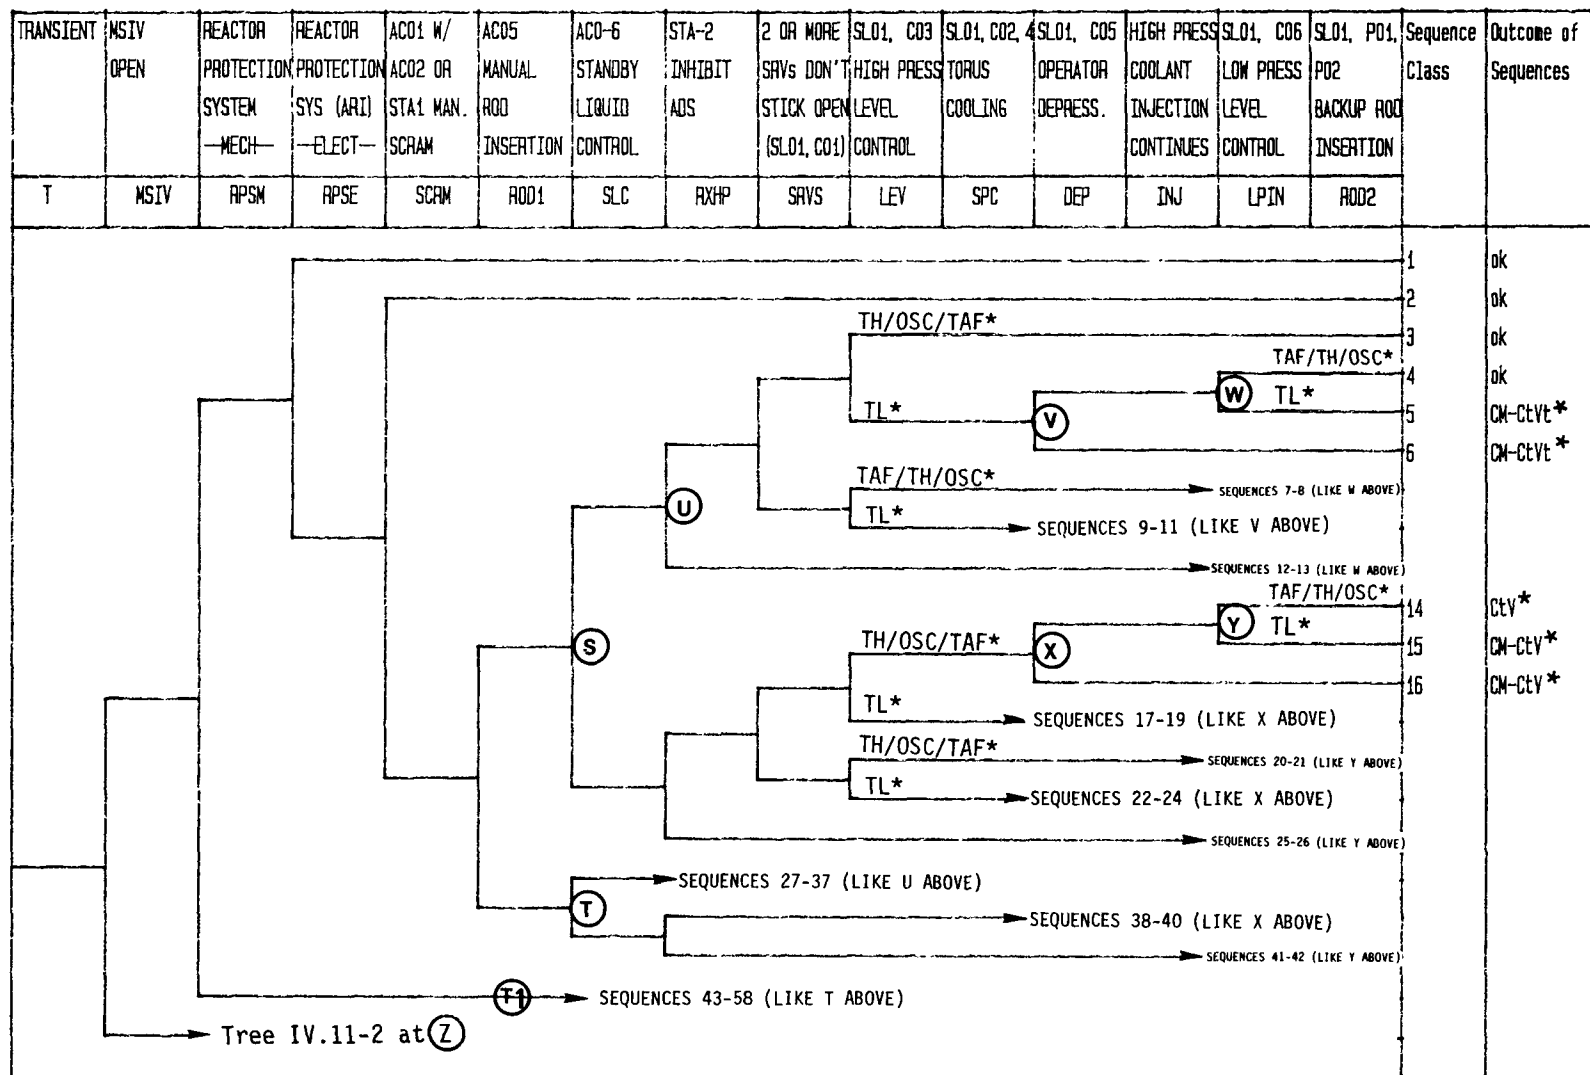 TRANSIENT
MSIV
OPEN
REACTOR
PROTECTION
SYSTEM
—MECH—
REACTOR
PROTECTION
SYS (ARI)
—ELECT—
AC01 W/
AC02 OR
STA1 MAN.
SCRAM
AC05
MANUAL
ROD
INSERTION
ACO-6
STANDBY
LIQUID
CONTROL
STA-2
INHIBIT
ADS
2 OR MORE
SRVs DON'T
STICK OPEN
(SL01, CO1)
SL01, C03
HIGH PRESS
LEVEL
CONTROL
SL01, C02, 4
TORUS
COOLING
SL01, C05
OPERATOR
DEPRESS.
HIGH PRESS
COOLANT
INJECTION
CONTINUES
SL01, C06
LOW PRESS
LEVEL
CONTROL
SL01, P01,
P02
BACKUP ROD
INSERTION
Sequence
Class
Outcome of
Sequences
T MSIV RPSM RPSE SCRM ROD1 SLC RXHP SRVS LEV SPC DEP INJ LPIN ROD2
1 ok
2 ok
TH/OSC/TAF*
3 ok
TAF/TH/OSC*
4 ok
W TL*
TL* V
5 CM-CtVt*
6 CM-CtVt*
TAF/TH/OSC*
SEQUENCES 7-8 (LIKE W ABOVE)
U
TL*
SEQUENCES 9-11 (LIKE V ABOVE)
SEQUENCES 12-13 (LIKE W ABOVE)
TAF/TH/OSC*
14 CtV*
Y TL*
S
TH/OSC/TAF* X
15 CM-CtV*
16 CM-CtV*
TL*
SEQUENCES 17-19 (LIKE X ABOVE)
TH/OSC/TAF*
SEQUENCES 20-21 (LIKE Y ABOVE)
TL*
SEQUENCES 22-24 (LIKE X ABOVE)
SEQUENCES 25-26 (LIKE Y ABOVE)
SEQUENCES 27-37 (LIKE U ABOVE)
T
SEQUENCES 38-40 (LIKE X ABOVE)
SEQUENCES 41-42 (LIKE Y ABOVE)
T1 SEQUENCES 43-58 (LIKE T ABOVE)
Tree IV.11-2 at Z